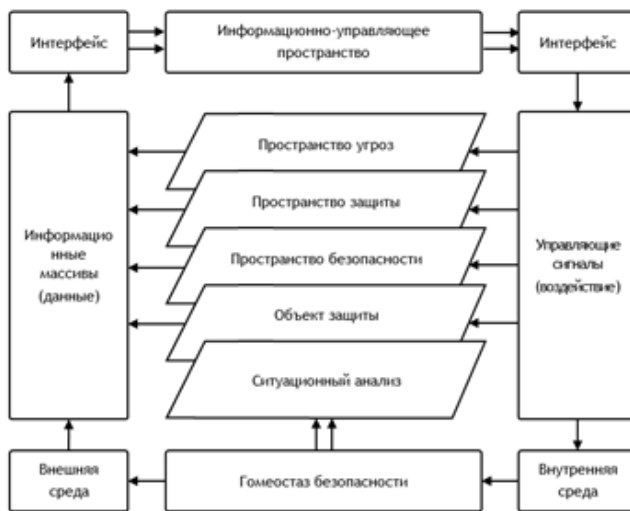 Интерфейс
Информационно-управляющее
пространство
Интерфейс
Информацио
нные
массивы
(данные)
Пространство угроз
Пространство защиты
Пространство безопасности
Объект защиты
Ситуационный анализ
Управляющие
сигналы
(воздействие)
Внешняя
среда
Гомеостаз безопасности
Внутренняя
среда